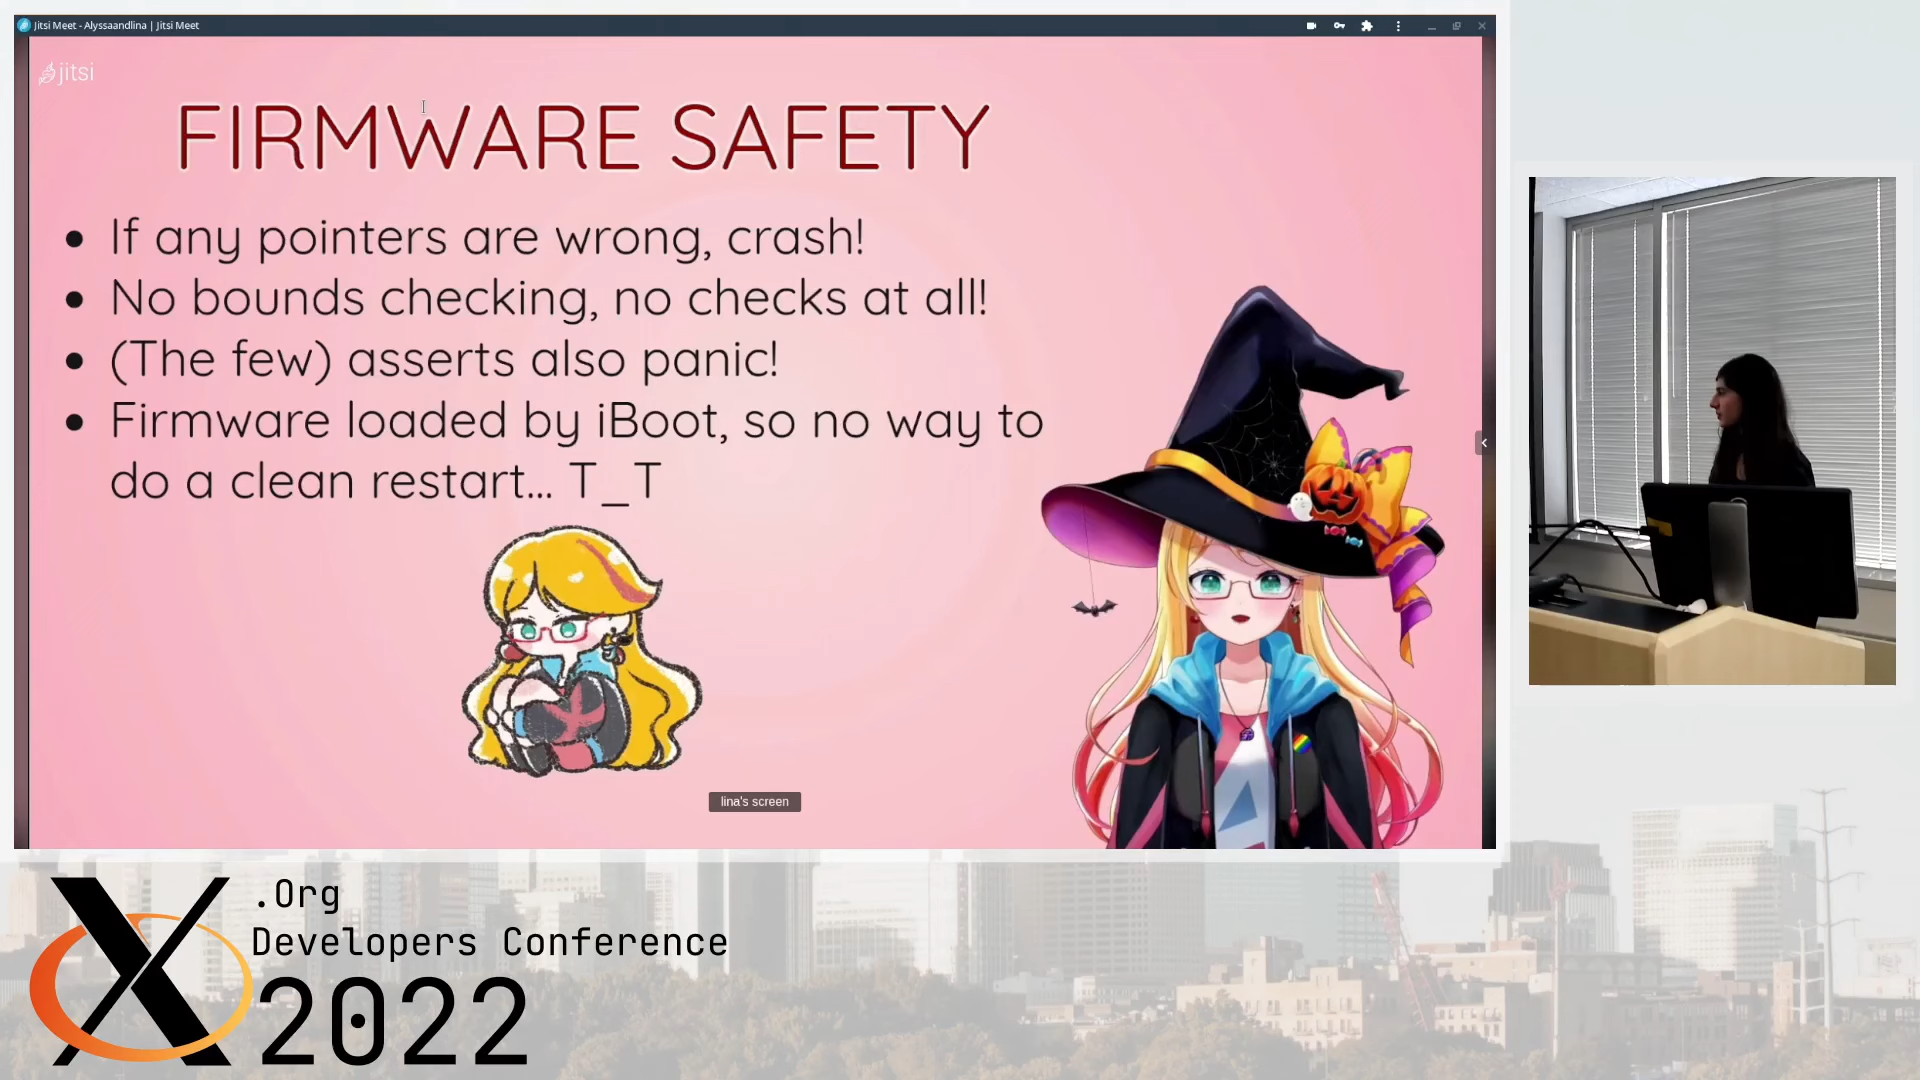 Jitsi Meet - Alyssaandlina | Jitsi Meet
jitsi
FIRMWARE SAFETY
• If any pointers are wrong, crash!
• No bounds checking, no checks at all!
• (The few) asserts also panic!
• Firmware loaded by iBoot, so no way to
do a clean restart... T_T
lina's screen
X.Org
Developers Conference
2022